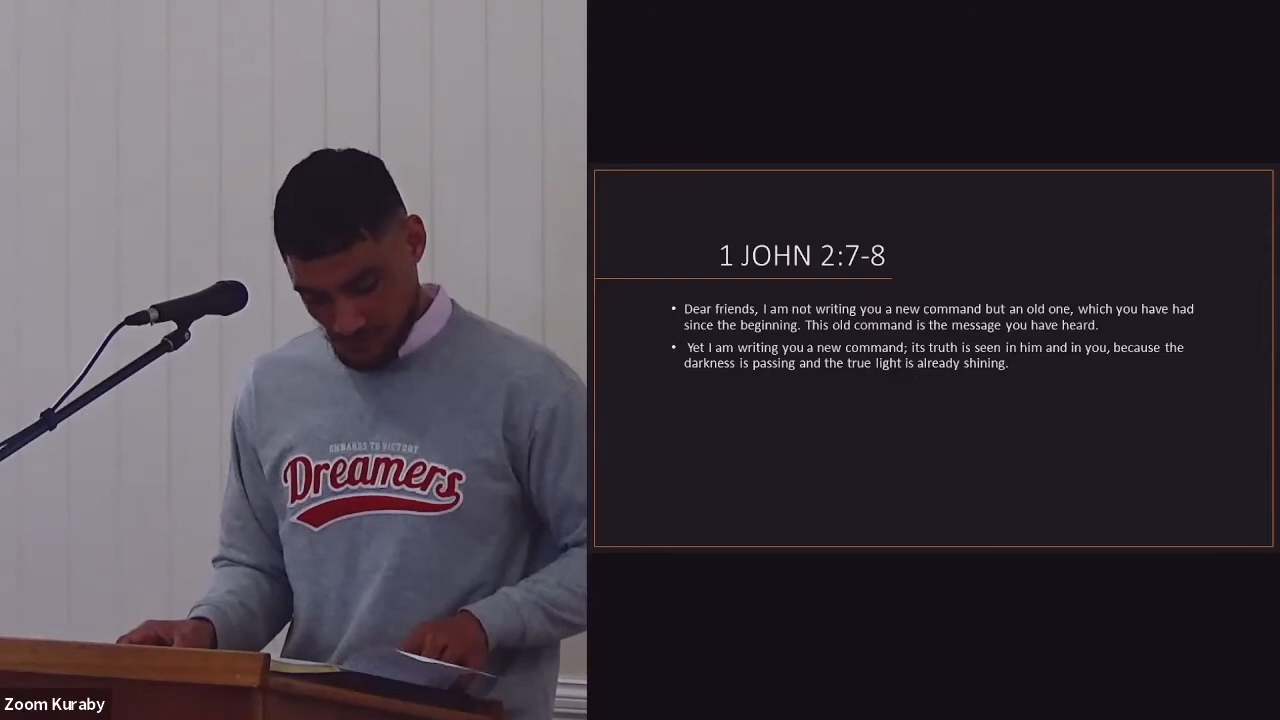 ONWARDS TO VICTORY
Dreamers
Zoom Kuraby
1 JOHN 2:7-8
• Dear friends, I am not writing you a new command but an old one, which you have had
since the beginning. This old command is the message you have heard.
• Yet I am writing you a new command; its truth is seen in him and in you, because the
darkness is passing and the true light is already shining.